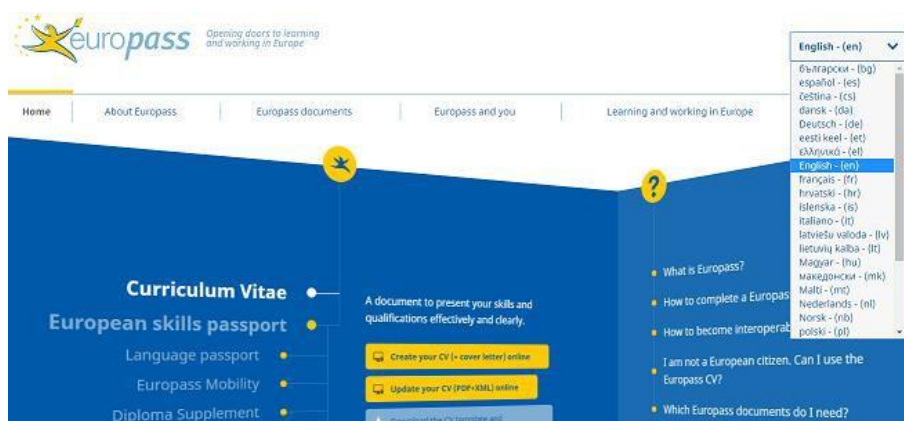 europass
Opening doors to learning
and working in Europe
English - (en)
български - (bg)
español - (es)
čeština - (cs)
dansk - (da)
Deutsch - (de)
eesti keel - (et)
ελληνικά - (el)
English - (en)
français - (fr)
hrvatski - (hr)
íslenska - (is)
italiano - (it)
latviešu valoda - (lv)
lietuvių kalba - (lt)
Magyar - (hu)
македонски - (mk)
Malti - (mt)
Nederlands - (nl)
Norsk - (nb)
polski - (pl)
Home
About Europass
Europass documents
Europass and you
Learning and working in Europe
?
Curriculum Vitae
European skills passport
Language passport
Europass Mobility
Diploma Supplement
A document to present your skills and
qualifications effectively and clearly.
Create your CV (+ cover letter) online
Update your CV (PDF+XML) online
Download the CV template and
What is Europass?
How to complete a Europas
How to become interoperab
I am not a European citizen. Can I use the
Europass CV?
Which Europass documents do I need?